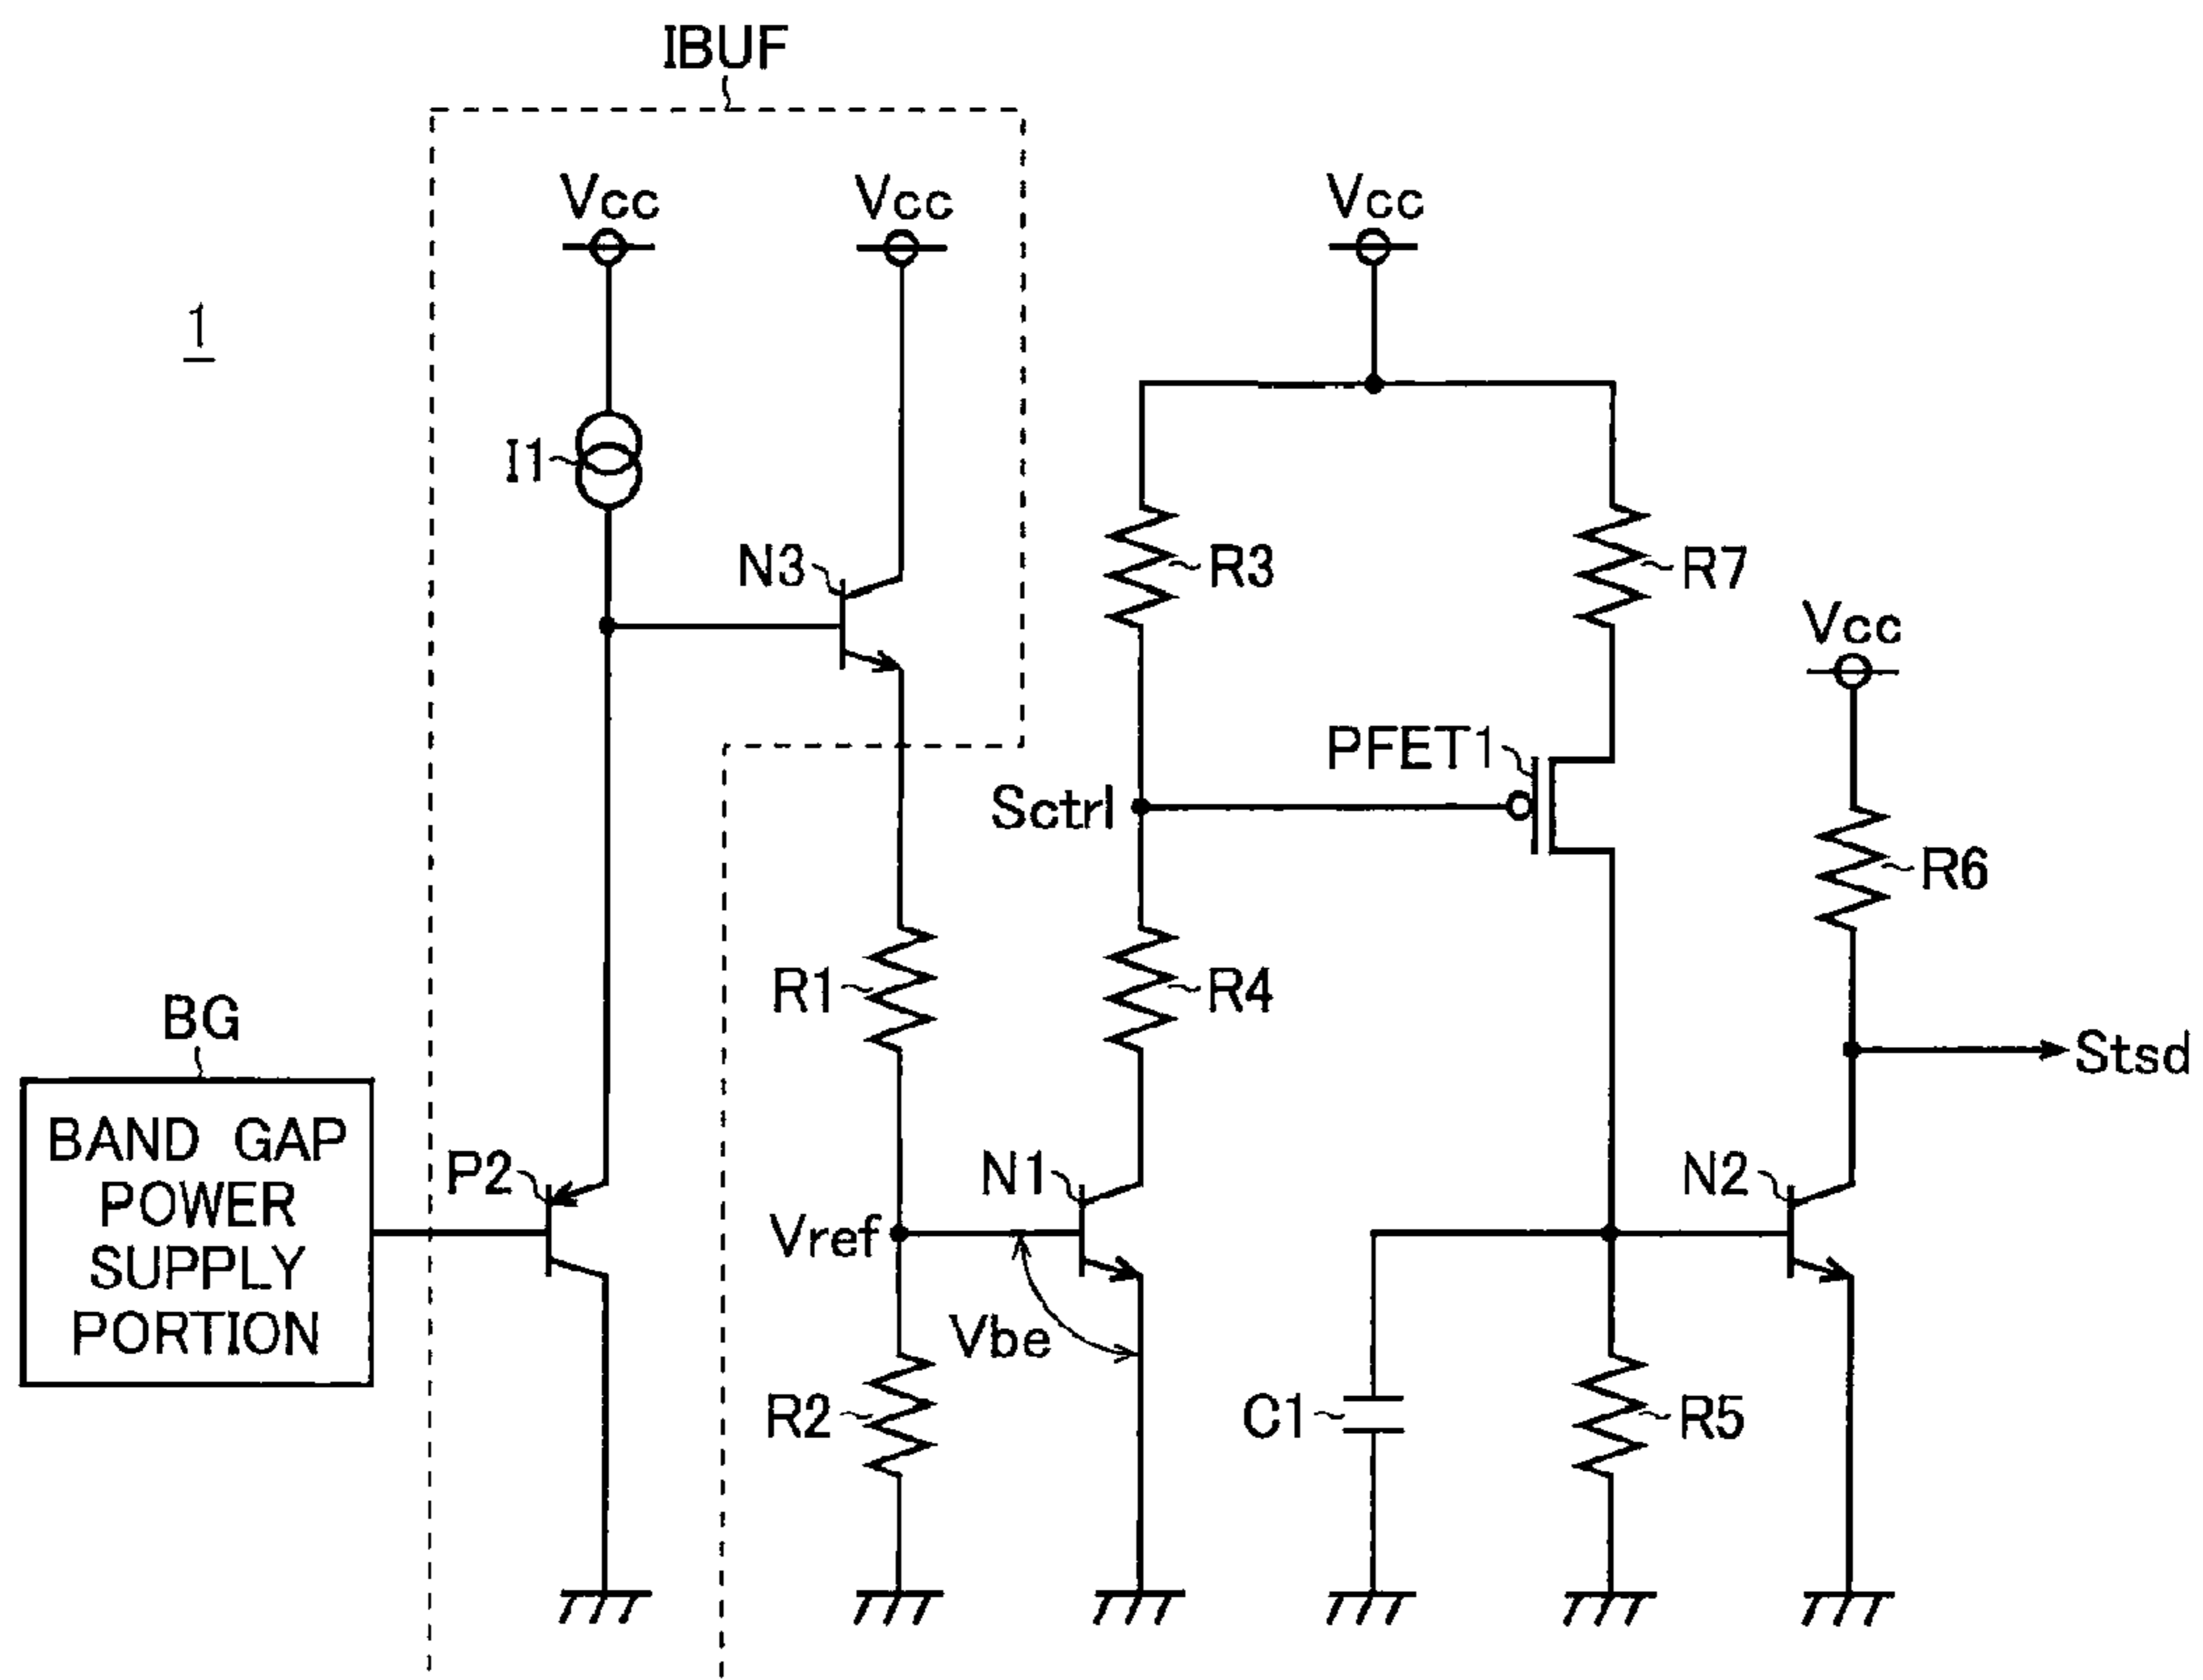 IBUF
Vcc
Vcc
Vcc
1
I1
N3
R3
R7
Vcc
PFET1
Sctrl
R6
R1
R4
BG
Stsd
BAND GAP
POWER
SUPPLY
PORTION
P2
N1
N2
Vref
Vbe
R2
C1
R5